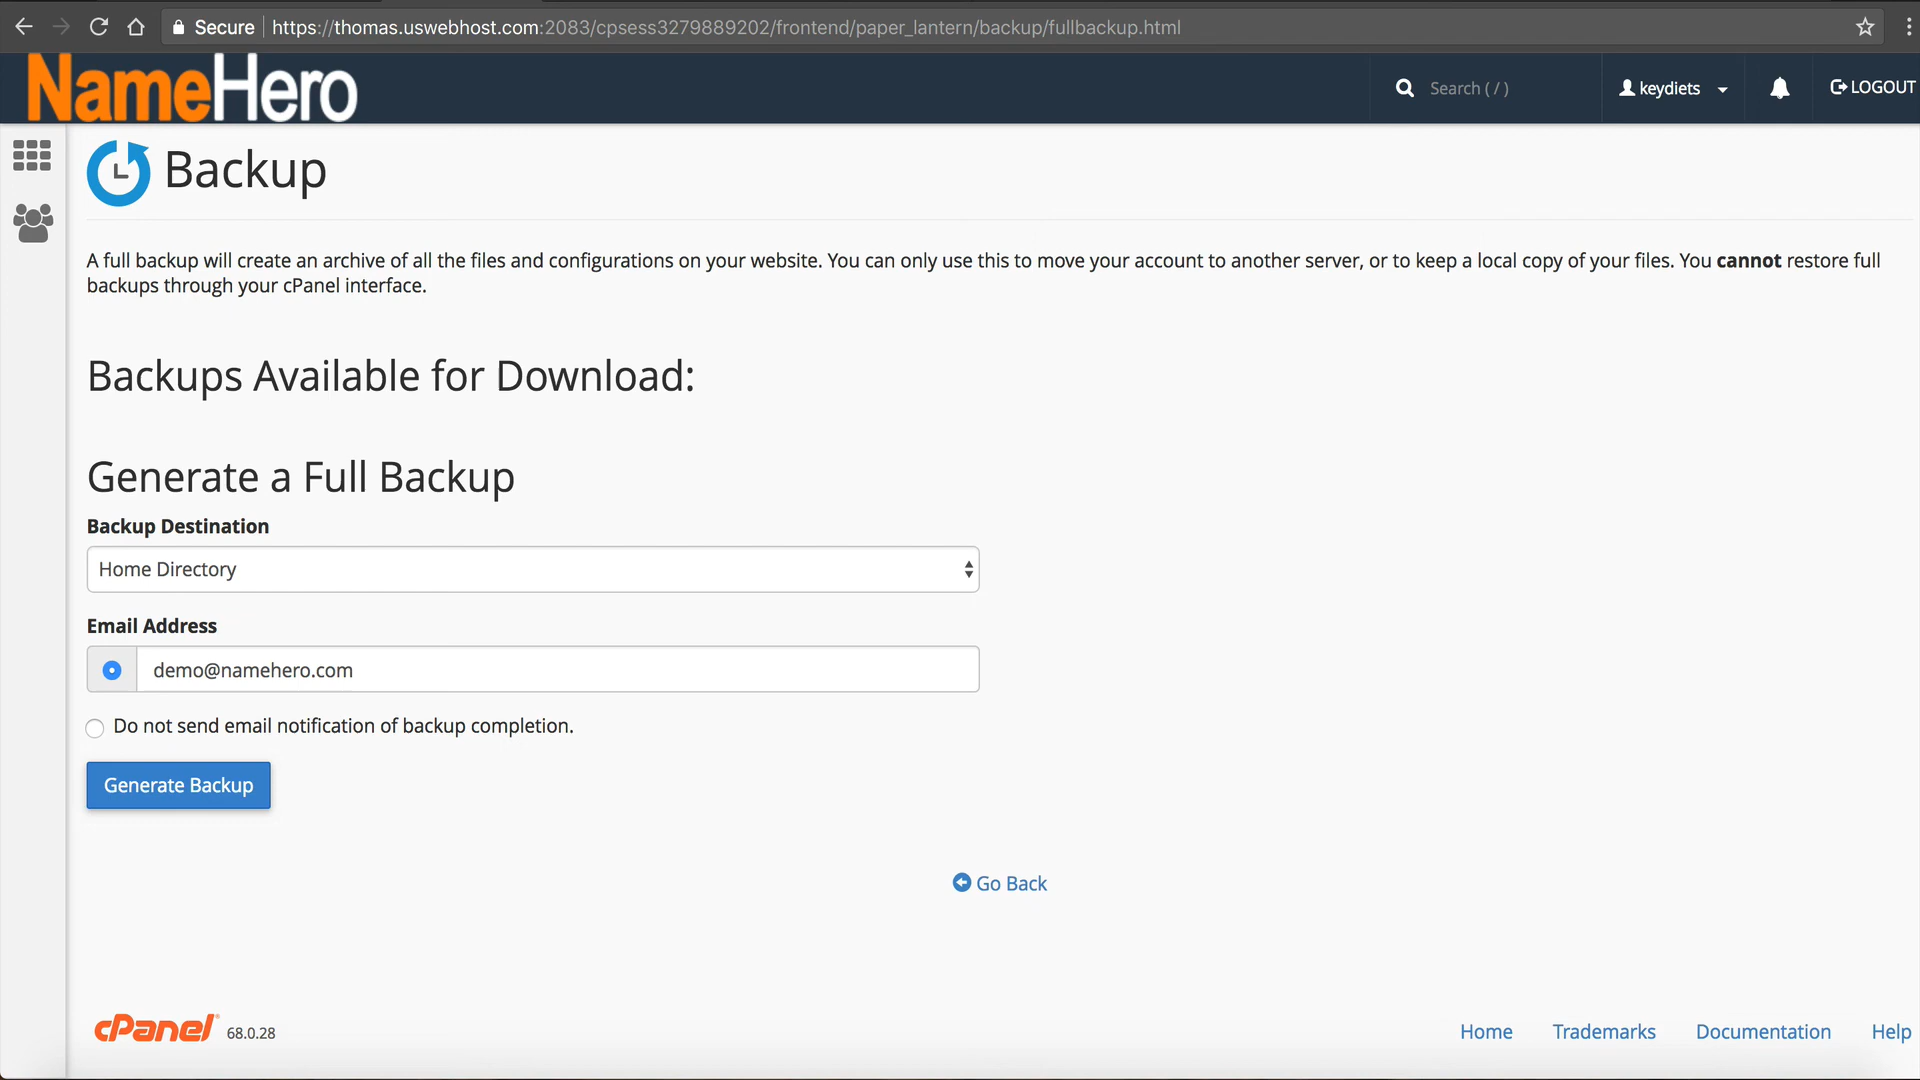 Secure https://thomas.uswebhost.com:2083/cpsess3279889202/frontend/paper_lantern/backup/fullbackup.html
NameHero
Search ( / )
keydiets
LOGOUT
Backup
A full backup will create an archive of all the files and configurations on your website. You can only use this to move your account to another server, or to keep a local copy of your files. You cannot restore full
backups through your cPanel interface.
Backups Available for Download:
Generate a Full Backup
Backup Destination
Home Directory
Email Address
demo@namehero.com
Do not send email notification of backup completion.
Generate Backup
Go Back
cPanel 68.0.28
Home Trademarks Documentation Help